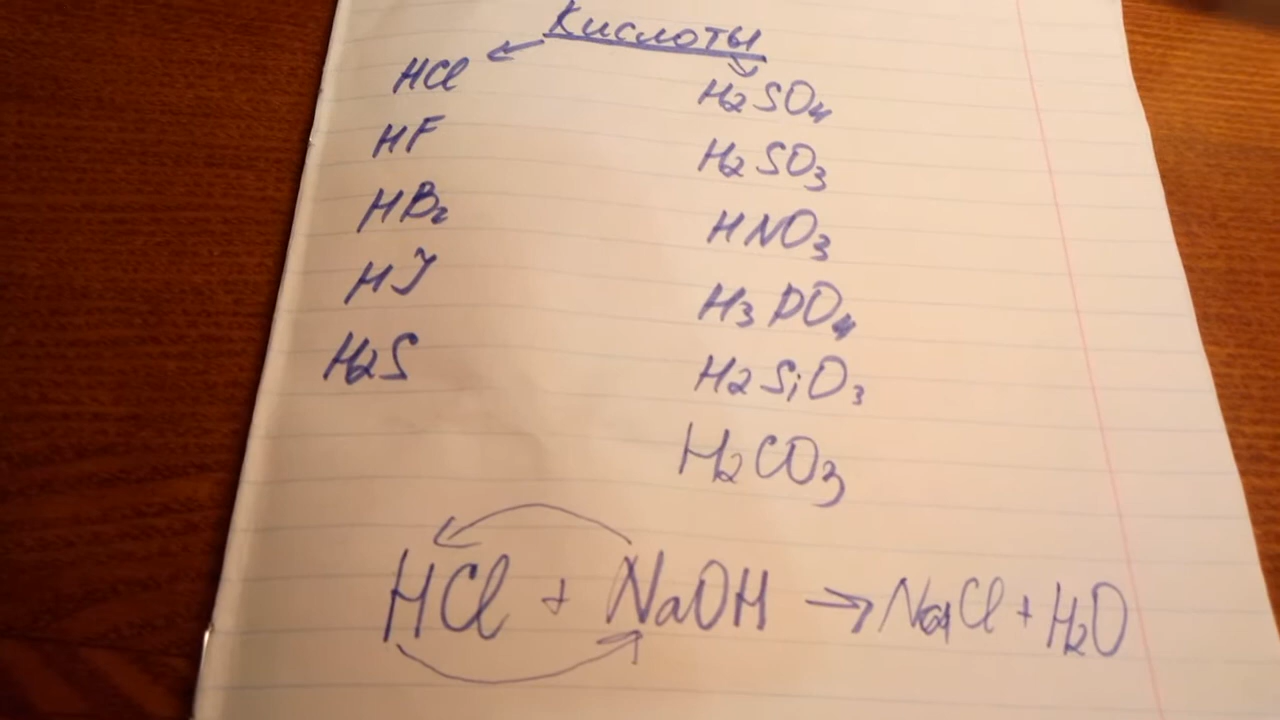 Кислоты
HCl H₂SO₄
HF H₂SO₃
HBr HNO₃
HJ H₃PO₄
H₂S H₂SiO₃
H₂CO₃
HCl + NaOH → NaCl + H₂O